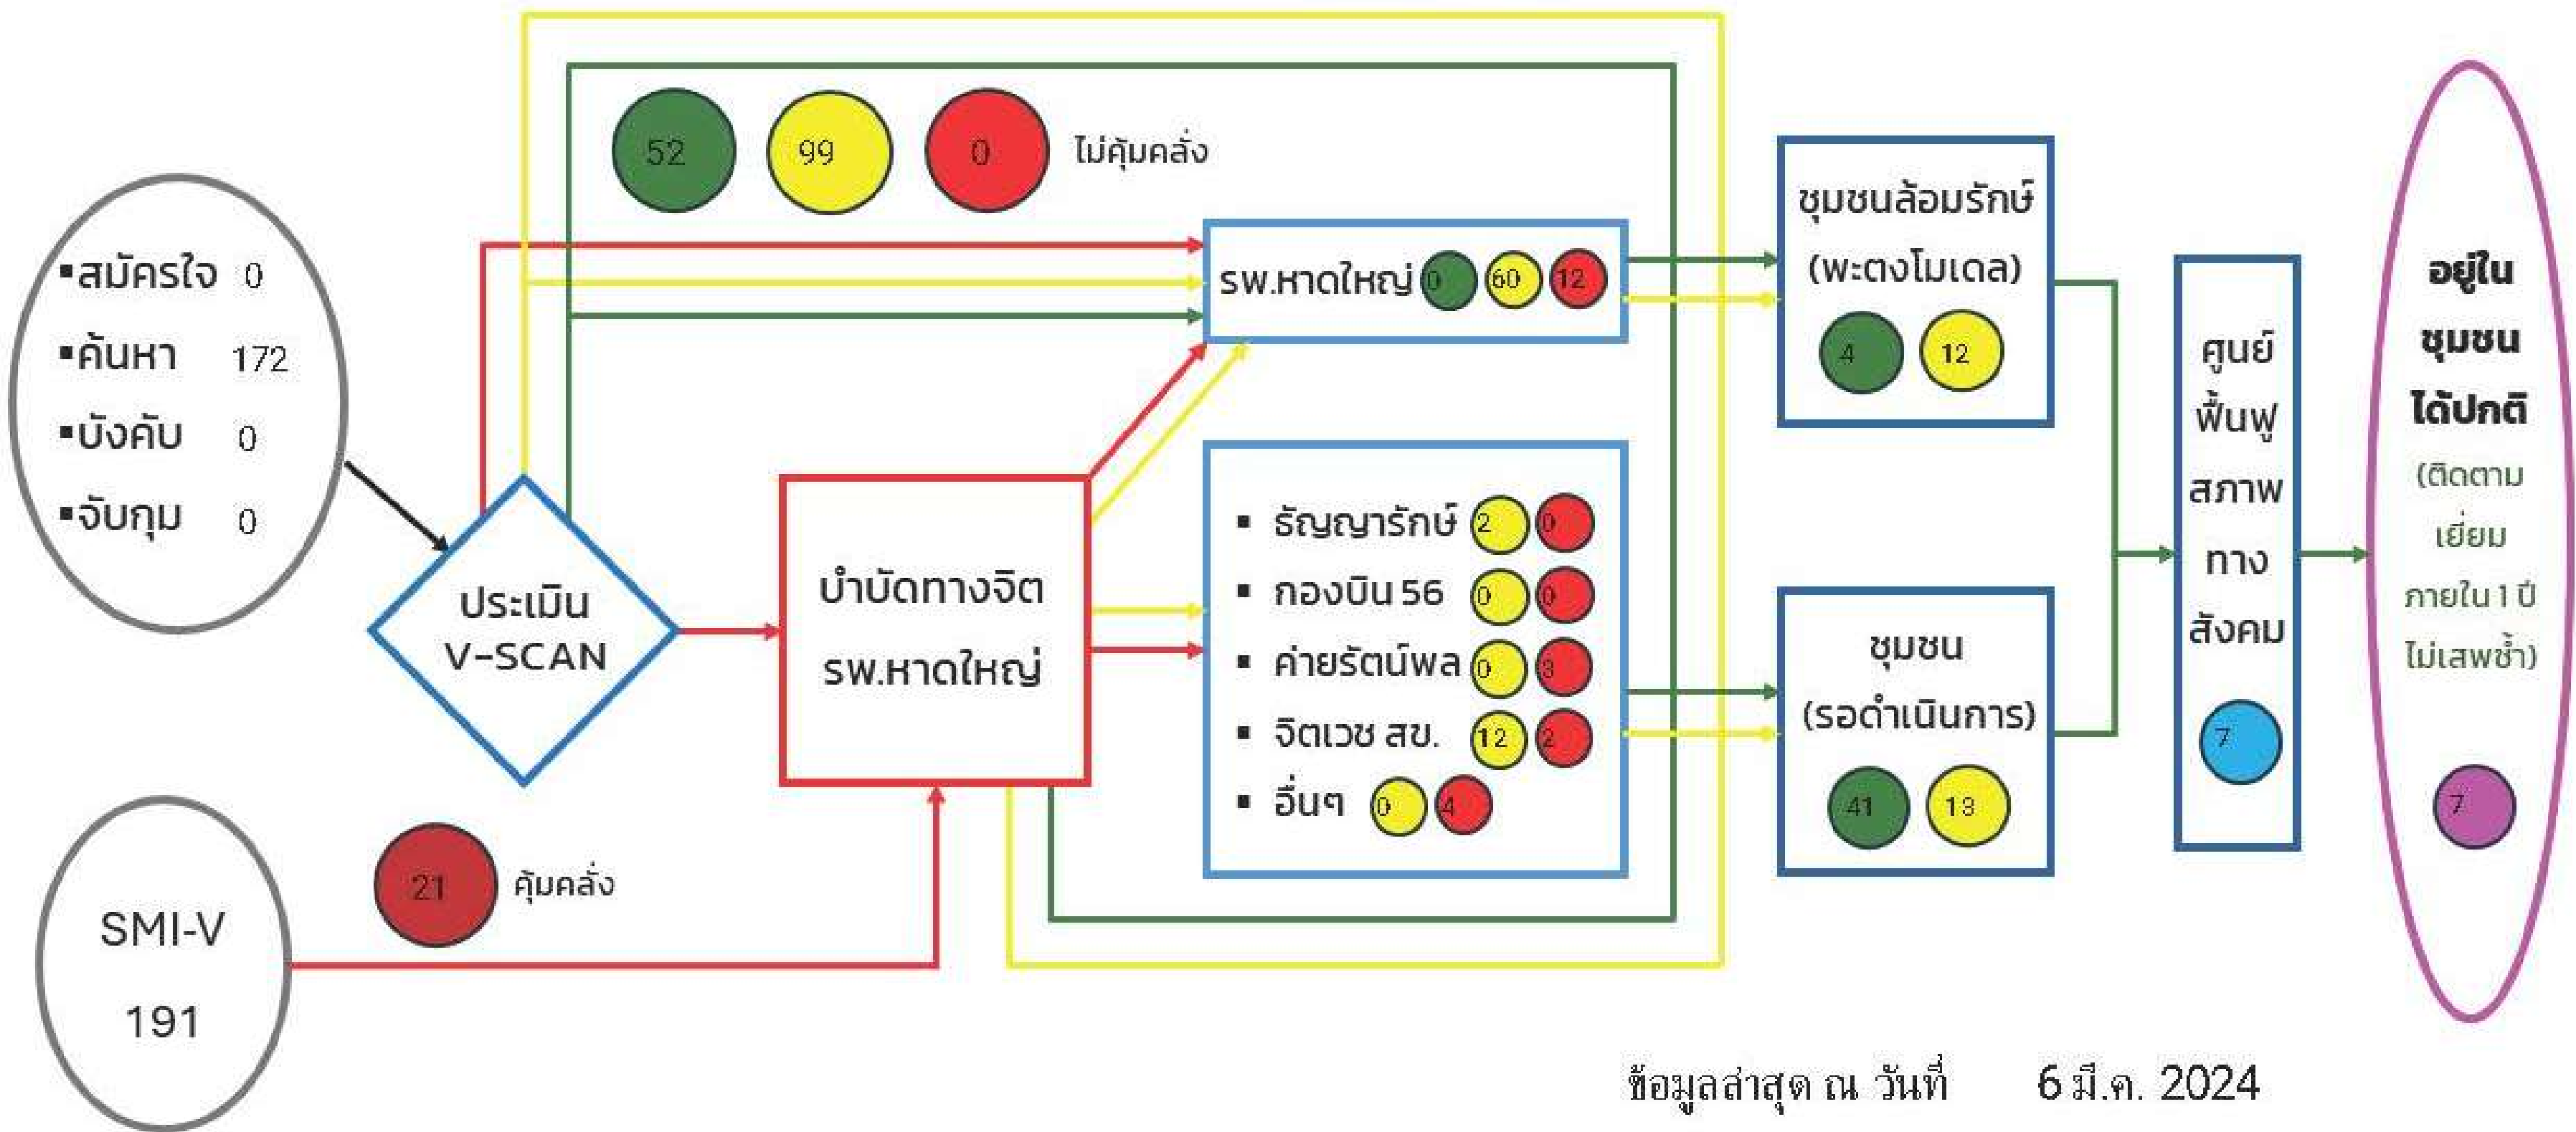 52 99 0 ไม่คุ้มคลั่ง
▪สมัครใจ 0
▪ค้นหา 172
▪บังคับ 0
▪จับกุม 0
ประเมิน
V-SCAN
21 คุ้มคลั่ง
SMI-V
191
บำบัดทางจิต
รพ.หาดใหญ่
รพ.หาดใหญ่ 0 60 12
▪ ธัญญารักษ์ 2 0
▪ กองบิน 56 0 0
▪ ค่ายรัตน์พล 0 3
▪ จิตเวช สข. 12 2
▪ อื่นๆ 0 4
ชุมชนล้อมรักษ์
(พะตงโมเดล)
4 12
ชุมชน
(รอดำเนินการ)
41 13
ศูนย์
ฟื้นฟู
สภาพ
ทาง
สังคม
7
อยู่ใน
ชุมชน
ได้ปกติ
(ติดตาม
เยี่ยม
ภายใน 1 ปี
ไม่เสพซ้ำ)
7
ข้อมูลล่าสุด ณ วันที่ 6 มี.ค. 2024